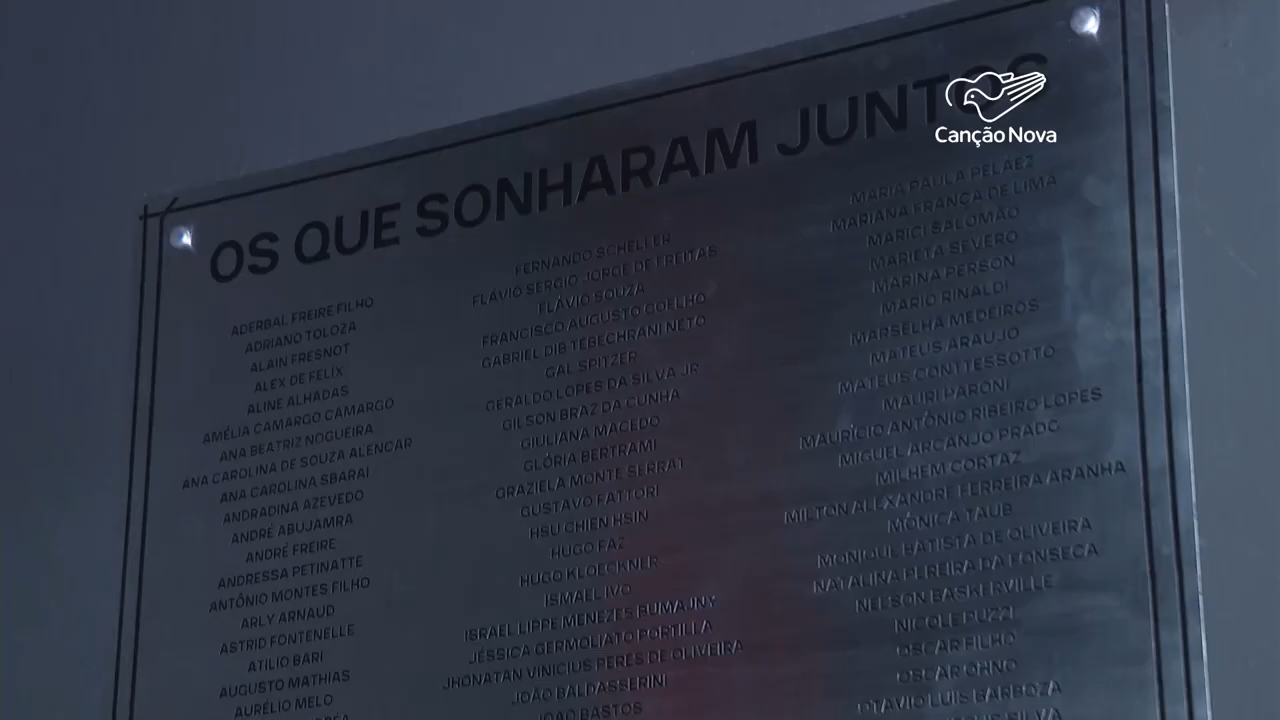 Canção Nova
OS QUE SONHARAM JUNTOS
ADERBAL FREIRE FILHO
ADRIANO TOLOZA
ALAIN FRESNOT
ALEX DE FELIX
ALINE ALHADAS
AMÉLIA CAMARGO CAMARGO
ANA BEATRIZ NOGUEIRA
ANA CAROLINA DE SOUZA ALENCAR
ANA CAROLINA SBARAI
ANDRADINA AZEVEDO
ANDRÉ ABUJAMRA
ANDRÉ FREIRE
ANDRESSA PETINATTE
ANTÔNIO MONTES FILHO
ARLY ARNAUD
ASTRID FONTENELLE
ATILIO BARI
AUGUSTO MATHIAS
AURÉLIO MELO
FERNANDO SCHELLER
FLÁVIO SERGIO JORGE DE FREITAS
FLÁVIO SOUZA
FRANCISCO AUGUSTO COELHO
GABRIEL DIB TEBECHRANI NETO
GAL SPITZER
GERALDO LOPES DA SILVA JR
GILSON BRAZ DA CUNHA
GIULIANA MACEDO
GLÓRIA BERTRAMI
GRAZIELA MONTE SERRAT
GUSTAVO FATTORI
HSU CHIEN HSIN
HUGO FAZ
HUGO KLOECKNER
ISMAEL IVO
ISRAEL LIPPE MENEZES RUMAJNY
JÉSSICA GERMOLIATO PORTILLA
JHONATAN VINICIUS PERES DE OLIVEIRA
JOÃO BALDASSERINI
JOÃO BASTOS
MARIA PAULA PELAEZ
MARIANA FRANÇA DE LIMA
MARICI SALOMÃO
MARIETA SEVERO
MARINA PERSON
MARIO RINALDI
MARSELHA MEDEIROS
MATEUS ARAUJO
MATEUS CONTTESSOTTO
MAURI PARONI
MAURÍCIO ANTÔNIO RIBEIRO LOPES
MIGUEL ARCANJO PRADO
MILHEM CORTAZ
MILTON ALEXANDRE FERREIRA ARANHA
MÔNICA TAUB
MONIQUE BATISTA DE OLIVEIRA
NATALINA PEREIRA DA FONSECA
NELSON BASKERVILLE
NICOLE PUZZI
OSCAR FILHO
OSCAR OHNO
OTAVIO LUIS BARBOZA
SILVA